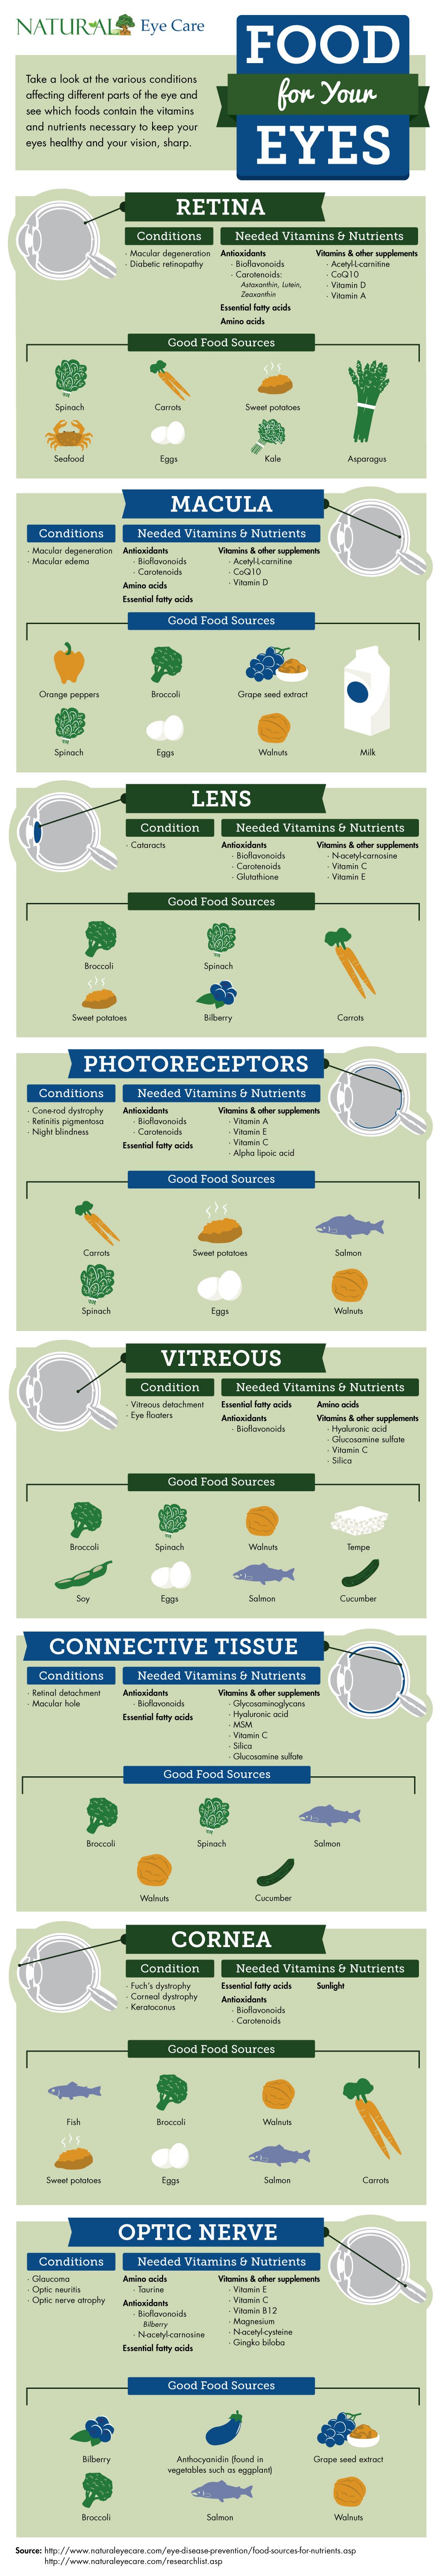 NATURAL Eye Care
FOOD
for Your
EYES
Take a look at the various conditions
affecting different parts of the eye and
see which foods contain the vitamins
and nutrients necessary to keep your
eyes healthy and your vision, sharp.
RETINA
Conditions
· Macular degeneration
· Diabetic retinopathy
Needed Vitamins & Nutrients
Antioxidants
· Bioflavonoids
· Carotenoids:
Astaxanthin, Lutein,
Zeaxanthin
Essential fatty acids
Amino acids
Vitamins & other supplements
· Acetyl-L-carnitine
· CoQ10
· Vitamin D
· Vitamin A
Good Food Sources
Spinach
Carrots
Sweet potatoes
Seafood
Eggs
Kale
Asparagus
MACULA
Conditions
· Macular degeneration
· Macular edema
Needed Vitamins & Nutrients
Antioxidants
· Bioflavonoids
· Carotenoids
Amino acids
Essential fatty acids
Vitamins & other supplements
· Acetyl-L-carnitine
· CoQ10
· Vitamin D
Good Food Sources
Orange peppers
Broccoli
Grape seed extract
Spinach
Eggs
Walnuts
Milk
LENS
Condition
· Cataracts
Needed Vitamins & Nutrients
Antioxidants
· Bioflavonoids
· Carotenoids
· Glutathione
Vitamins & other supplements
· N-acetyl-carnosine
· Vitamin C
· Vitamin E
Good Food Sources
Broccoli
Spinach
Sweet potatoes
Bilberry
Carrots
PHOTORECEPTORS
Conditions
· Cone-rod dystrophy
· Retinitis pigmentosa
· Night blindness
Needed Vitamins & Nutrients
Antioxidants
· Bioflavonoids
· Carotenoids
Essential fatty acids
Vitamins & other supplements
· Vitamin A
· Vitamin E
· Vitamin C
· Alpha lipoic acid
Good Food Sources
Carrots
Sweet potatoes
Salmon
Spinach
Eggs
Walnuts
VITREOUS
Condition
· Vitreous detachment
· Eye floaters
Needed Vitamins & Nutrients
Essential fatty acids
Antioxidants
· Bioflavonoids
Amino acids
Vitamins & other supplements
· Hyaluronic acid
· Glucosamine sulfate
· Vitamin C
· Silica
Good Food Sources
Broccoli
Spinach
Walnuts
Tempe
Soy
Eggs
Salmon
Cucumber
CONNECTIVE TISSUE
Conditions
· Retinal detachment
· Macular hole
Needed Vitamins & Nutrients
Antioxidants
· Bioflavonoids
Essential fatty acids
Vitamins & other supplements
· Glycosaminoglycans
· Hyaluronic acid
· MSM
· Vitamin C
· Silica
· Glucosamine sulfate
Good Food Sources
Broccoli
Spinach
Salmon
Walnuts
Cucumber
CORNEA
Condition
· Fuch's dystrophy
· Corneal dystrophy
· Keratoconus
Needed Vitamins & Nutrients
Essential fatty acids
Antioxidants
· Bioflavonoids
· Carotenoids
Sunlight
Good Food Sources
Fish
Broccoli
Walnuts
Sweet potatoes
Eggs
Salmon
Carrots
OPTIC NERVE
Conditions
· Glaucoma
· Optic neuritis
· Optic nerve atrophy
Needed Vitamins & Nutrients
Amino acids
· Taurine
Antioxidants
· Bioflavonoids
Bilberry
· N-acetyl-carnosine
Essential fatty acids
Vitamins & other supplements
· Vitamin E
· Vitamin C
· Vitamin B12
· Magnesium
· N-acetyl-cysteine
· Gingko biloba
Good Food Sources
Bilberry
Anthocyanidin (found in
vegetables such as eggplant)
Grape seed extract
Broccoli
Salmon
Walnuts
Source: http://www.naturaleyecare.com/eye-disease-prevention/food-sources-for-nutrients.asp
http://www.naturaleyecare.com/researchlist.asp